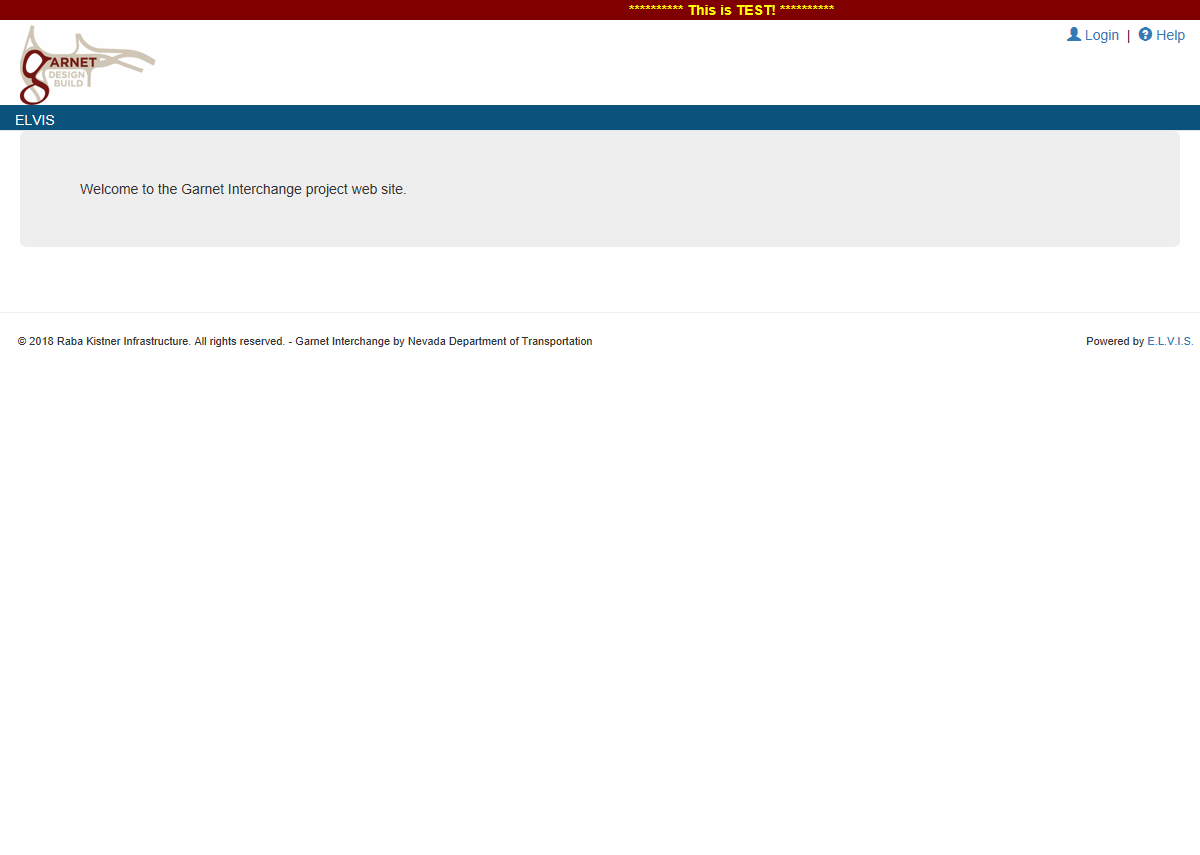 ********** This is TEST! **********
Login | Help
gARNET
DESIGN
BUILD
ELVIS
Welcome to the Garnet Interchange project web site.
© 2018 Raba Kistner Infrastructure. All rights reserved. - Garnet Interchange by Nevada Department of Transportation
Powered by E.L.V.I.S.